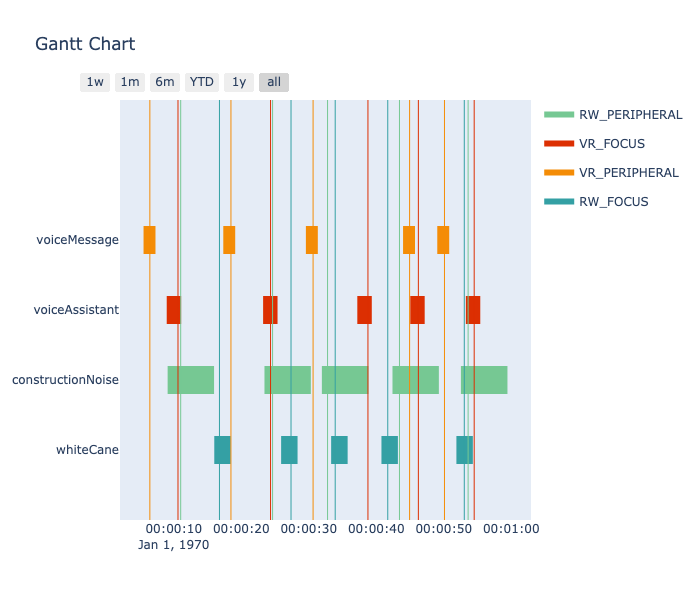 Gantt Chart
1w 1m 6m YTD 1y all
RW_PERIPHERAL
VR_FOCUS
VR_PERIPHERAL
RW_FOCUS
voiceMessage
voiceAssistant
constructionNoise
whiteCane
00:00:10 00:00:20 00:00:30 00:00:40 00:00:50 00:01:00
Jan 1, 1970